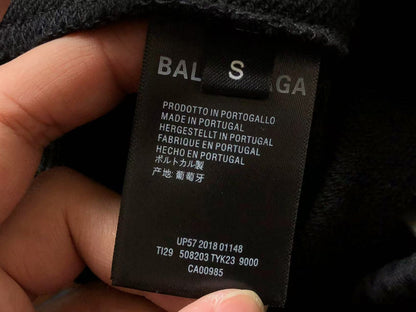 BAL GA
S
PRODOTTO IN PORTOGALLO
MADE IN PORTUGAL
HERGESTELLT IN PORTUGAL
FABRIQUE EN PORTUGAL
HECHO EN PORTUGAL
ポルトカル製
产地:葡萄牙
UP57 2018 01148
TI29 508203 TYK23 9000
CA00985